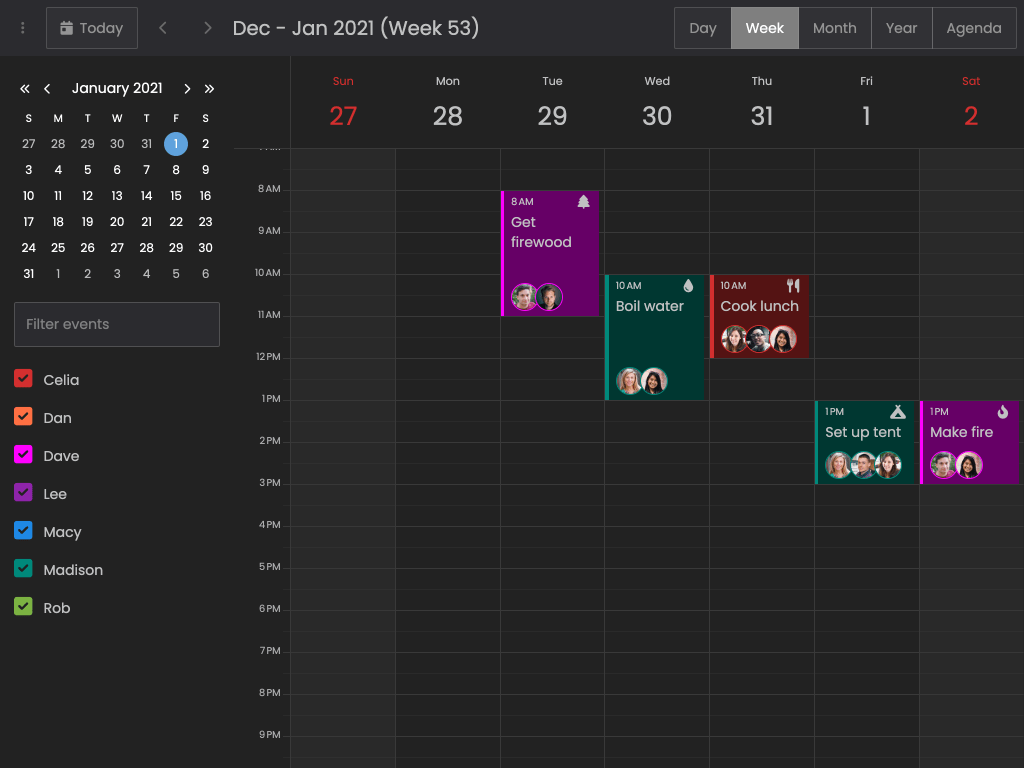 Today
Dec - Jan 2021 (Week 53)
Day Week Month Year Agenda
January 2021
S M T W T F S
27 28 29 30 31 1 2
3 4 5 6 7 8 9
10 11 12 13 14 15 16
17 18 19 20 21 22 23
24 25 26 27 28 29 30
31 1 2 3 4 5 6
Filter events
Celia
Dan
Dave
Lee
Macy
Madison
Rob
Sun Mon Tue Wed Thu Fri Sat
27 28 29 30 31 1 2
8 AM
9 AM
10 AM
11 AM
12 PM
1 PM
2 PM
3 PM
4 PM
5 PM
6 PM
7 PM
8 PM
9 PM
8 AM
Get
firewood
10 AM
Boil water
10 AM
Cook lunch
1 PM
Set up tent
1 PM
Make fire